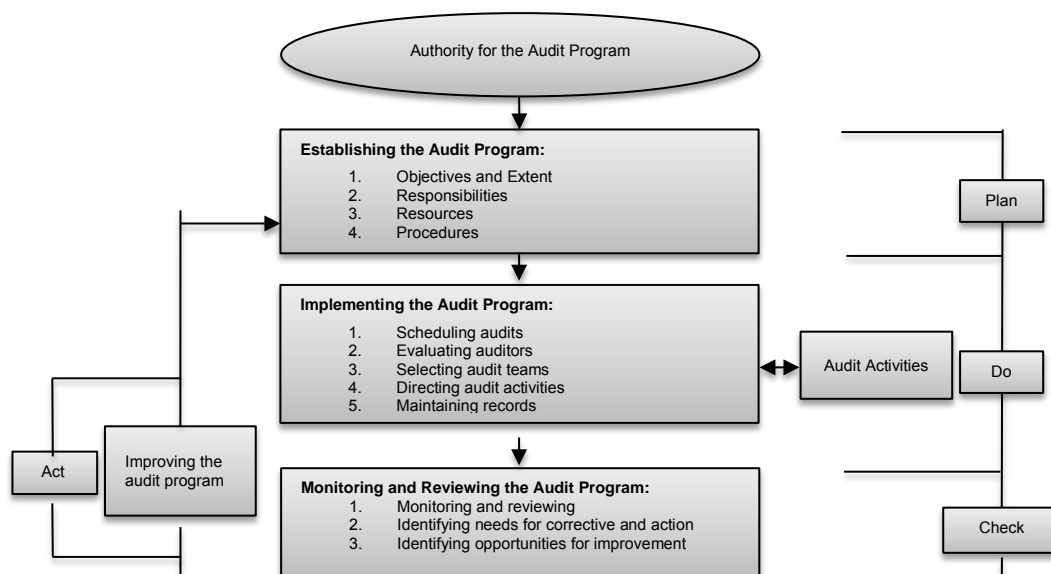 Authority for the Audit Program
Establishing the Audit Program:
1. Objectives and Extent
2. Responsibilities
3. Resources
4. Procedures
Plan
Implementing the Audit Program:
1. Scheduling audits
2. Evaluating auditors
3. Selecting audit teams
4. Directing audit activities
5. Maintaining records
Audit Activities
Do
Act
Improving the
audit program
Monitoring and Reviewing the Audit Program:
1. Monitoring and reviewing
2. Identifying needs for corrective and action
3. Identifying opportunities for improvement
Check